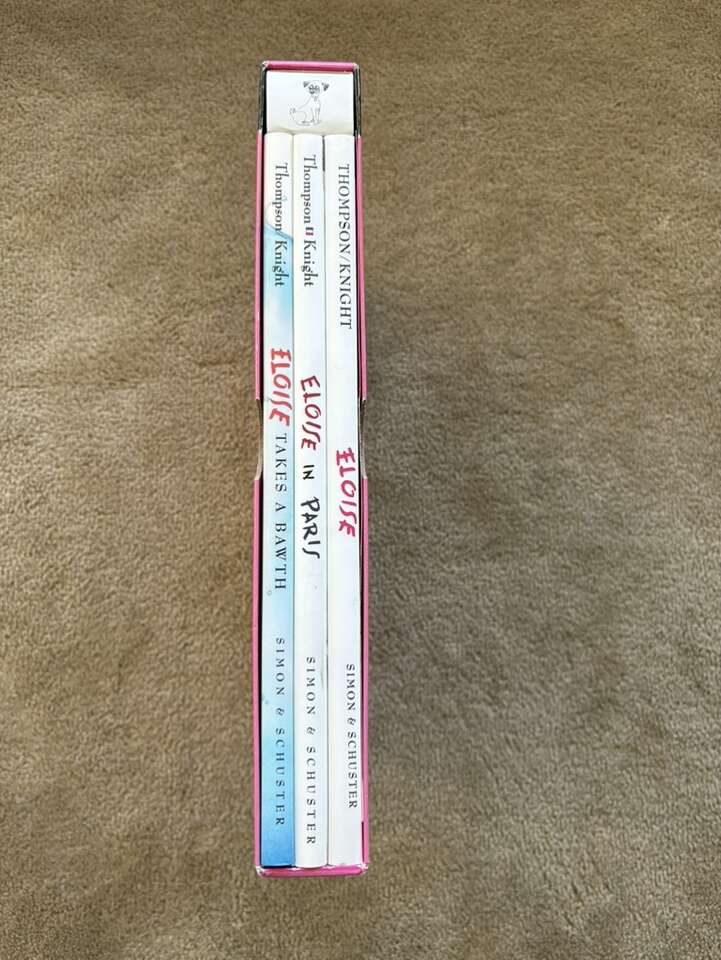 Thompson/Knight
ELOISE TAKES A BAWTH
SIMON & SCHUSTER
Thompson Knight
ELOISE IN PARIS
SIMON & SCHUSTER
THOMPSON/KNIGHT
ELOISE
SIMON & SCHUSTER